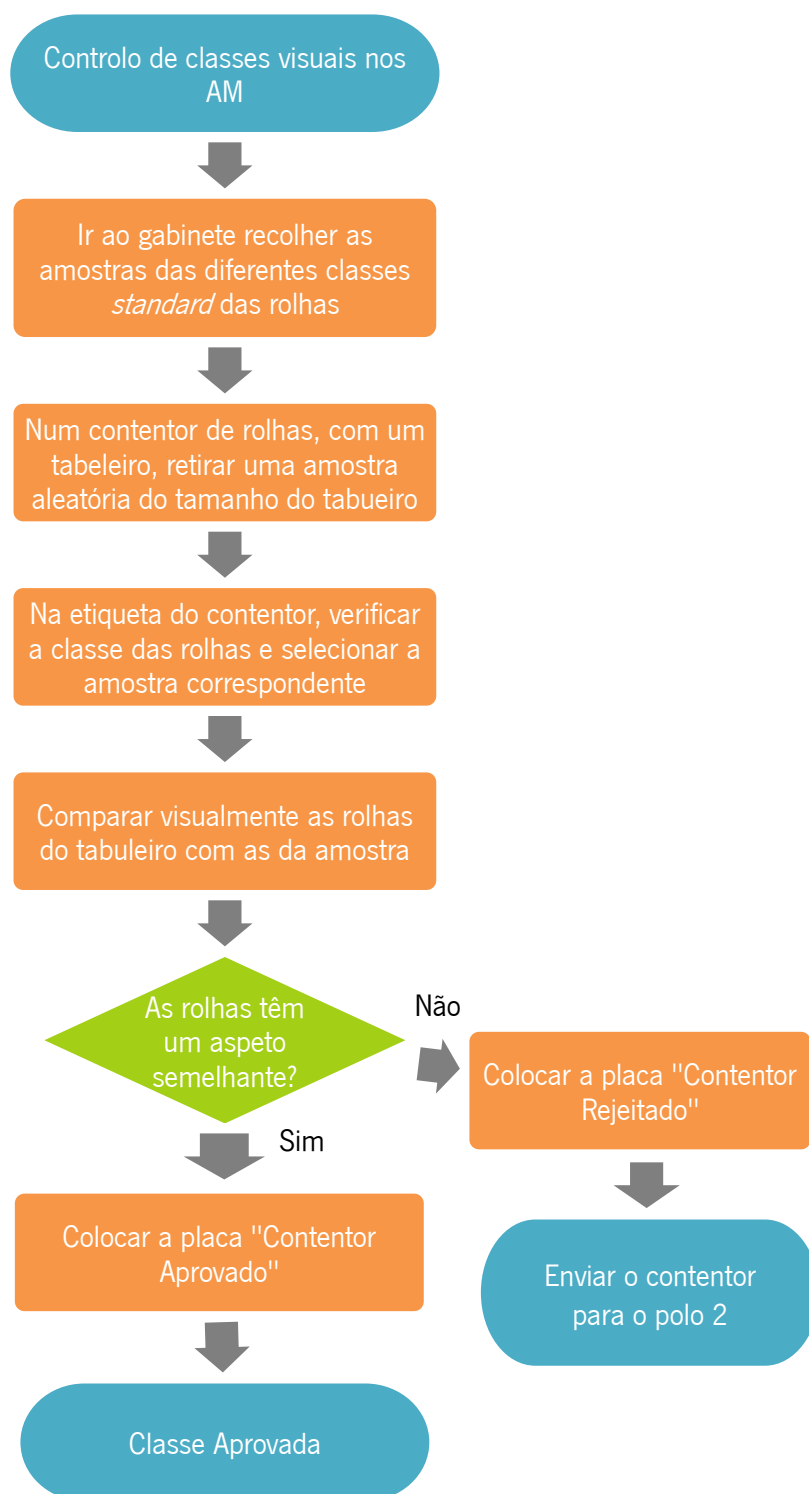 Controlo de classes visuais nos
AM
Ir ao gabinete recolher as
amostras das diferentes classes
standard das rolhas
Num contentor de rolhas, com um
tabeleiro, retirar uma amostra
aleatória do tamanho do tabueiro
Na etiqueta do contentor, verificar
a classe das rolhas e selecionar a
amostra correspondente
Comparar visualmente as rolhas
do tabuleiro com as da amostra
As rolhas têm
um aspeto
semelhante?
Não
Colocar a placa "Contentor
Rejeitado"
Enviar o contentor
para o polo 2
Sim
Colocar a placa "Contentor
Aprovado"
Classe Aprovada